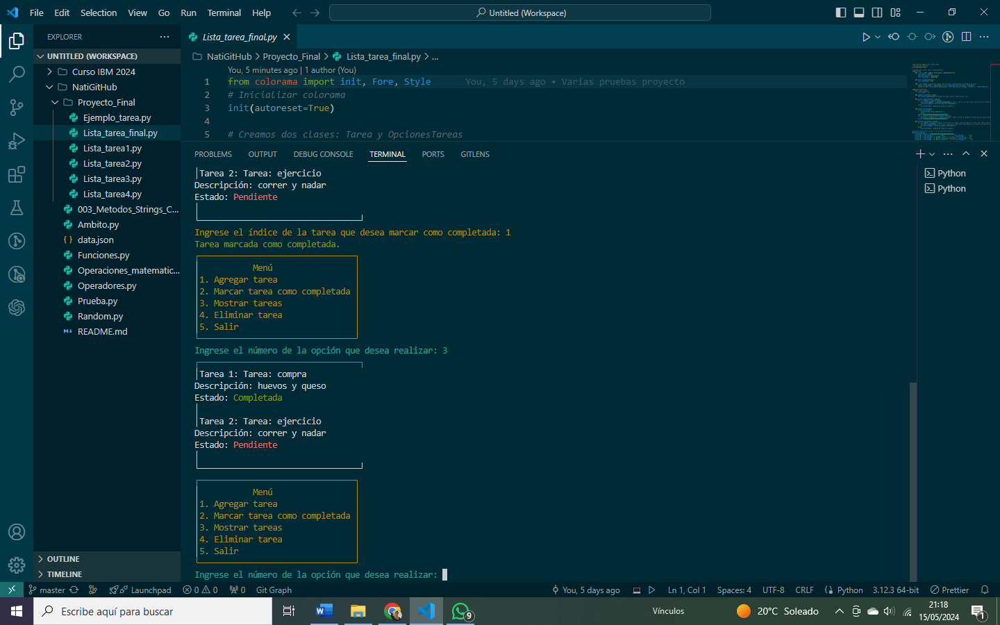 File Edit Selection View Go Run Terminal Help
Untitled (Workspace)
EXPLORER
UNTITLED (WORKSPACE)
Curso IBM 2024
NatiGitHub
Proyecto_Final
Ejemplo_tarea.py
Lista_tarea_final.py
Lista_tarea1.py
Lista_tarea2.py
Lista_tarea3.py
Lista_tarea4.py
003_Metodos_Strings_C...
Ambito.py
data.json
Funciones.py
Operaciones_matematic...
Operadores.py
Prueba.py
Random.py
README.md
OUTLINE
TIMELINE
Lista_tarea_final.py
NatiGitHub > Proyecto_Final > Lista_tarea_final.py > ...
You, 5 minutes ago | 1 author (You)
1 from colorama import init, Fore, Style You, 5 days ago • Varias pruebas proyecto
2 # Inicializar colorama
3 init(autoreset=True)
4
5 # Creamos dos clases: Tarea y OpcionesTareas
PROBLEMS OUTPUT DEBUG CONSOLE TERMINAL PORTS GITLENS
Python
Python
Tarea 2: Tarea: ejercicio
Descripción: correr y nadar
Estado: Pendiente
Ingrese el índice de la tarea que desea marcar como completada: 1
Tarea marcada como completada.
Menú
1. Agregar tarea
2. Marcar tarea como completada
3. Mostrar tareas
4. Eliminar tarea
5. Salir
Ingrese el número de la opción que desea realizar: 3
Tarea 1: Tarea: compra
Descripción: huevos y queso
Estado: Completada
Tarea 2: Tarea: ejercicio
Descripción: correr y nadar
Estado: Pendiente
Menú
1. Agregar tarea
2. Marcar tarea como completada
3. Mostrar tareas
4. Eliminar tarea
5. Salir
Ingrese el número de la opción que desea realizar:
master Launchpad 0 0 0 Git Graph You, 5 days ago Ln 1, Col 1 Spaces: 4 UTF-8 CRLF Python 3.12.3 64-bit Prettier
Escribe aquí para buscar
9
Vínculos
20°C Soleado
21:18
15/05/2024
1